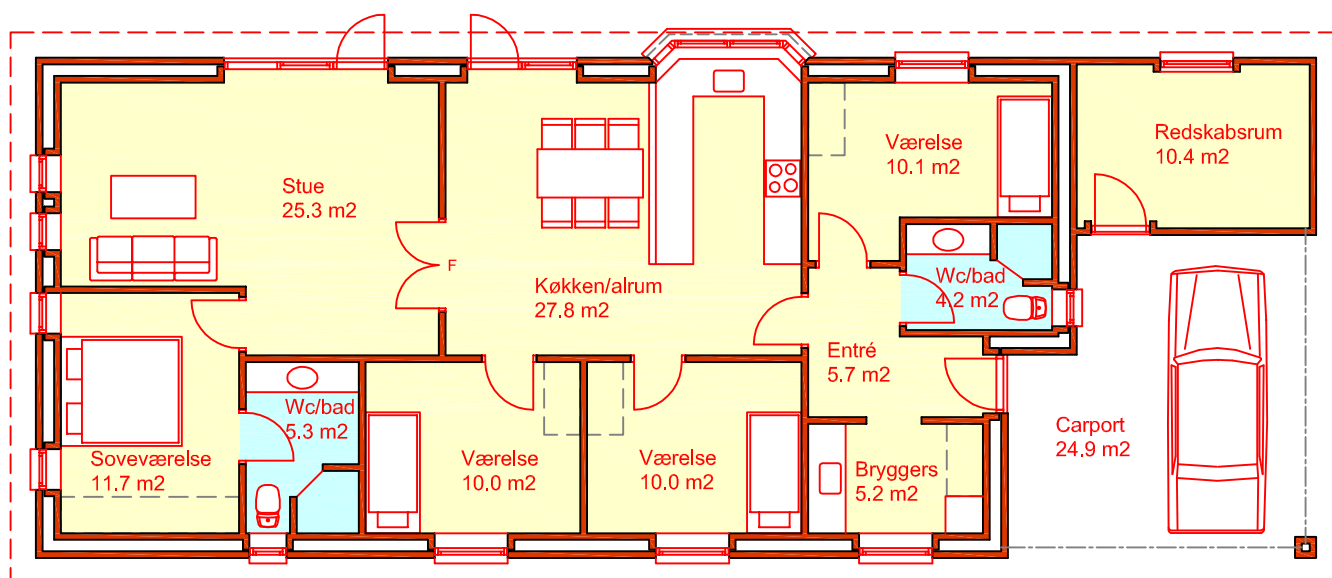 Stue
25.3 m2
F
Køkken/alrum
27.8 m2
Værelse
10.1 m2
Redskabsrum
10.4 m2
Wc/bad
4.2 m2
Entré
5.7 m2
Carport
24.9 m2
Soveværelse
11.7 m2
Wc/bad
5.3 m2
Værelse
10.0 m2
Værelse
10.0 m2
Bryggers
5.2 m2